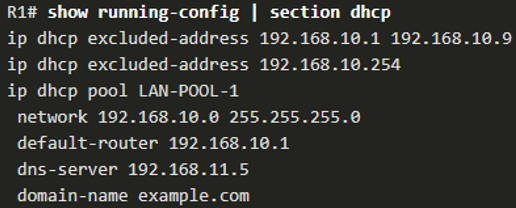 R1# show running-config | section dhcp
ip dhcp excluded-address 192.168.10.1 192.168.10.9
ip dhcp excluded-address 192.168.10.254
ip dhcp pool LAN-POOL-1
 network 192.168.10.0 255.255.255.0
 default-router 192.168.10.1
 dns-server 192.168.11.5
 domain-name example.com